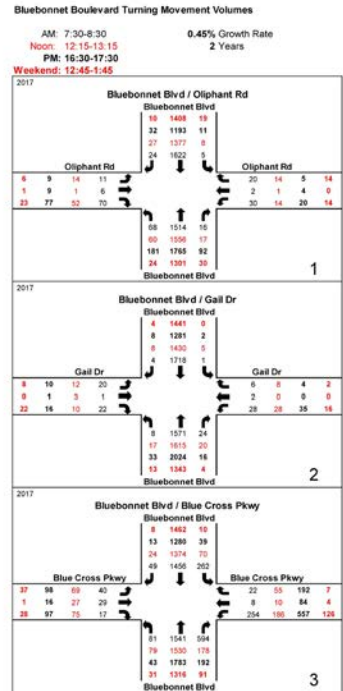 Bluebonnet Boulevard Turning Movement Volumes
AM: 7:30-8:30 0.45% Growth Rate
Noon: 12:15-13:15 2 Years
PM: 16:30-17:30
Weekend: 12:45-1:45
2017
Bluebonnet Blvd / Oliphant Rd
Bluebonnet Blvd
10 1408 19
32 1193 11
27 1377 8
24 1622 5
Oliphant Rd
6 9 14 11 20 14 5 14
1 9 1 6 2 1 4 0
23 77 52 70 30 14 20 14
68 1514 16
60 1556 17
181 1765 92
24 1301 30
Bluebonnet Blvd
1
2017
Bluebonnet Blvd / Gail Dr
Bluebonnet Blvd
4 1441 0
8 1281 2
8 1430 5
4 1718 1
Gail Dr Gail Dr
8 10 12 20 6 8 4 2
0 1 3 1 2 0 0 0
22 16 10 22 28 28 35 16
8 1571 24
17 1615 20
33 2024 16
13 1343 4
Bluebonnet Blvd
2
2017
Bluebonnet Blvd / Blue Cross Pkwy
Bluebonnet Blvd
8 1462 10
13 1280 39
24 1374 70
49 1456 262
Blue Cross Pkwy Blue Cross Pkwy
37 98 69 40 22 55 192 7
1 16 27 29 8 10 84 4
28 97 75 17 254 186 557 126
81 1541 594
79 1530 178
43 1783 192
31 1316 91
Bluebonnet Blvd
3